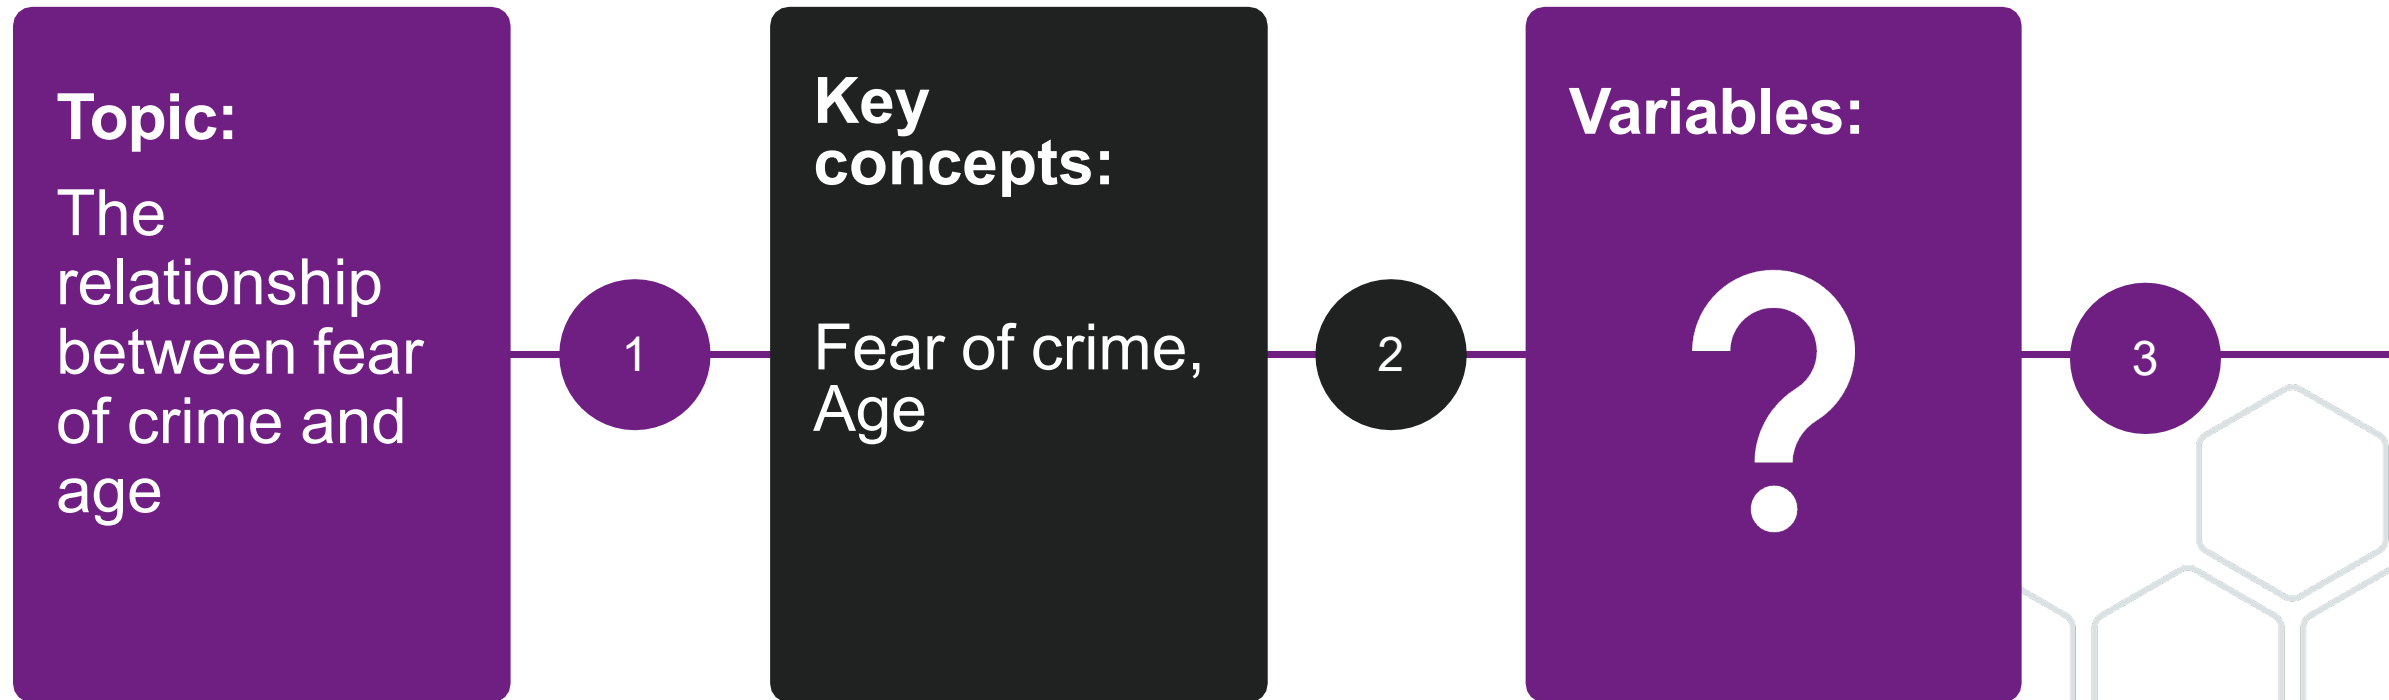 Topic:
The
relationship
between fear
of crime and
age
1
Key
concepts:
Fear of crime,
Age
2
Variables:
?
3